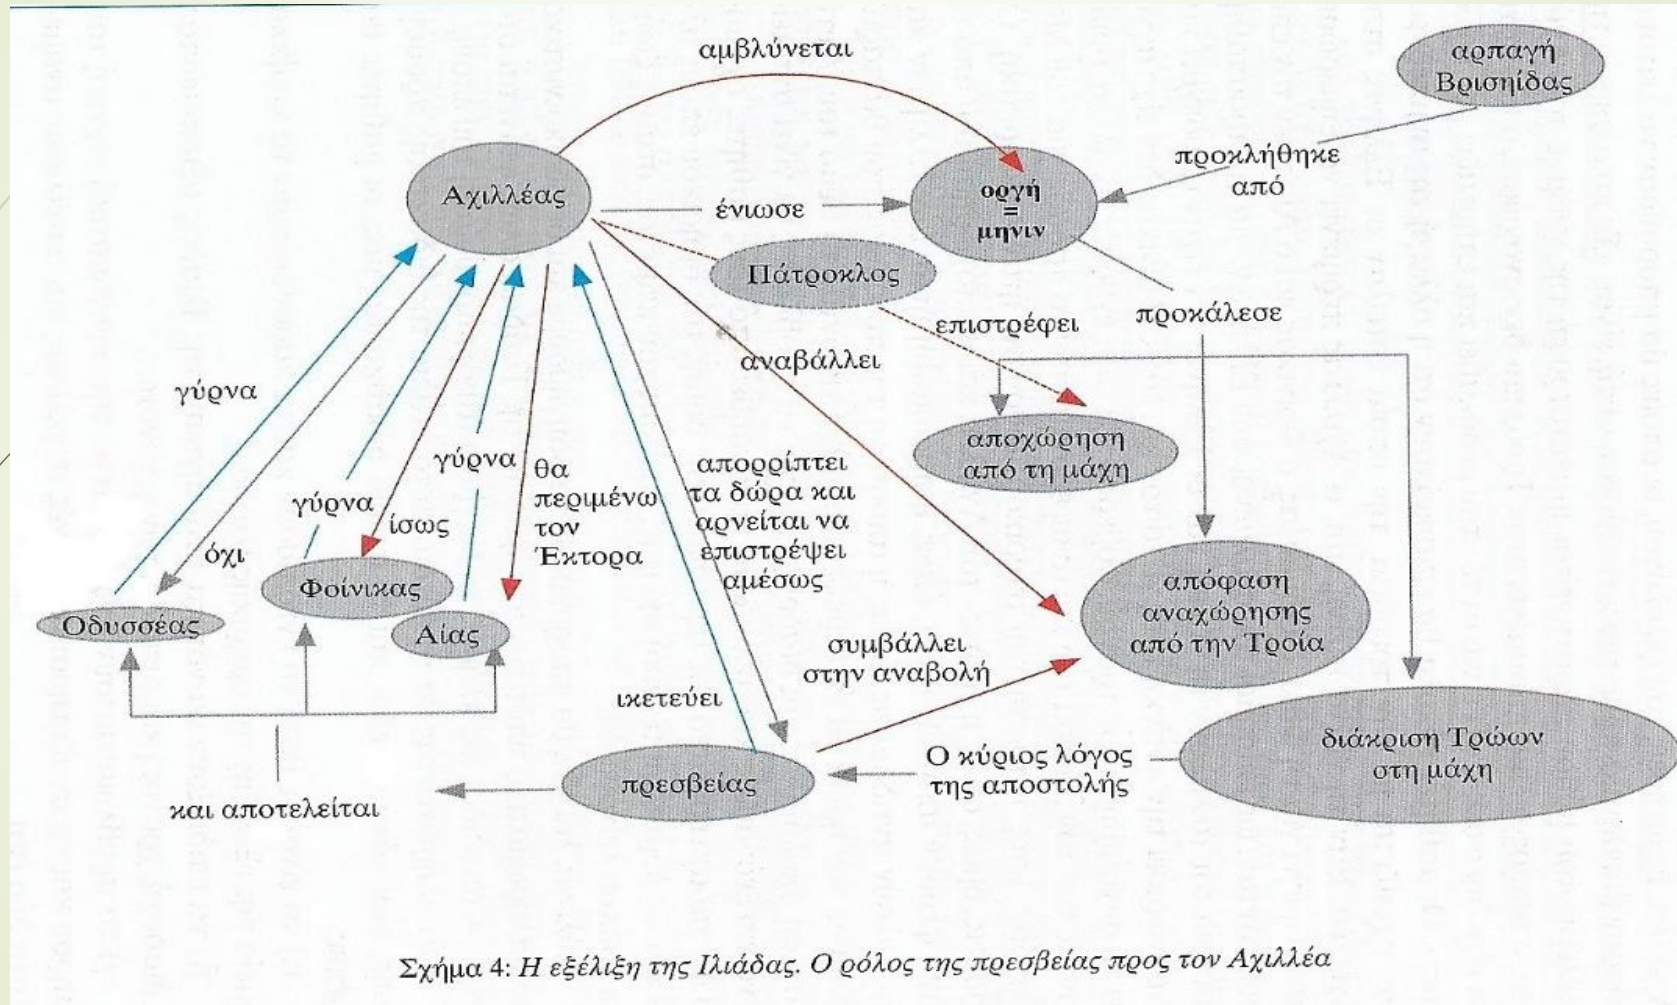 αμβλύνεται
αρπαγή
Βρισηίδας
προκλήθηκε
από
Αχιλλέας
ένιωσε
οργή
=
μηνιν
Πάτροκλος
επιστρέφει
προκάλεσε
αναβάλλει
γύρνα
αποχώρηση
από τη μάχη
γύρνα
θα
περιμένω
τον
Έκτορα
απορρίπτει
τα δώρα και
αρνείται να
επιστρέψει
αμέσως
γύρνα
ίσως
όχι
Φοίνικας
Οδυσσέας
Αίας
απόφαση
αναχώρησης
από την Τροία
συμβάλλει
στην αναβολή
ικετεύει
διάκριση Τρώων
στη μάχη
Ο κύριος λόγος
της αποστολής
πρεσβείας
και αποτελείται
Σχήμα 4: Η εξέλιξη της Ιλιάδας. Ο ρόλος της πρεσβείας προς τον Αχιλλέα